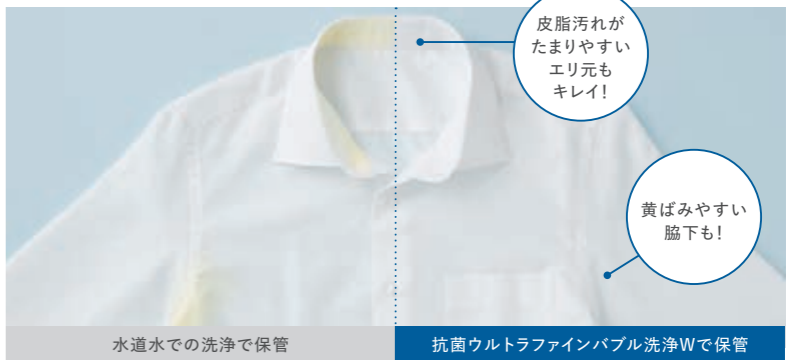 皮脂汚れが
たまりやすい
エリ元も
キレイ!
黄ばみやすい
脇下も!
水道水での洗浄で保管
抗菌ウルトラファインバブル洗浄Wで保管